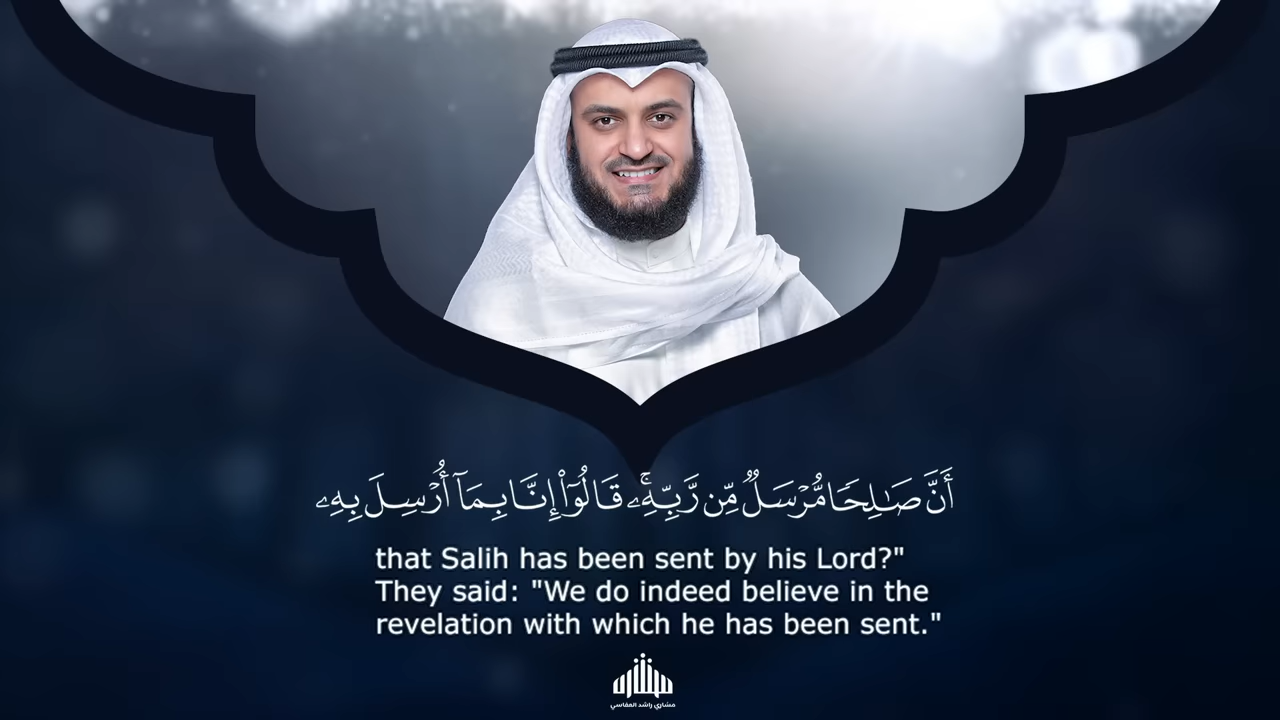 أَنَّ صَـٰلِحًا مُّرْسَلٌ مِّن رَّبِّهِۦۚ قَالُوٓا۟ إِنَّا بِمَآ أُرْسِلَ بِهِۦ
that Salih has been sent by his Lord?"
They said: "We do indeed believe in the
revelation with which he has been sent."
مشاري راشد العفاسي